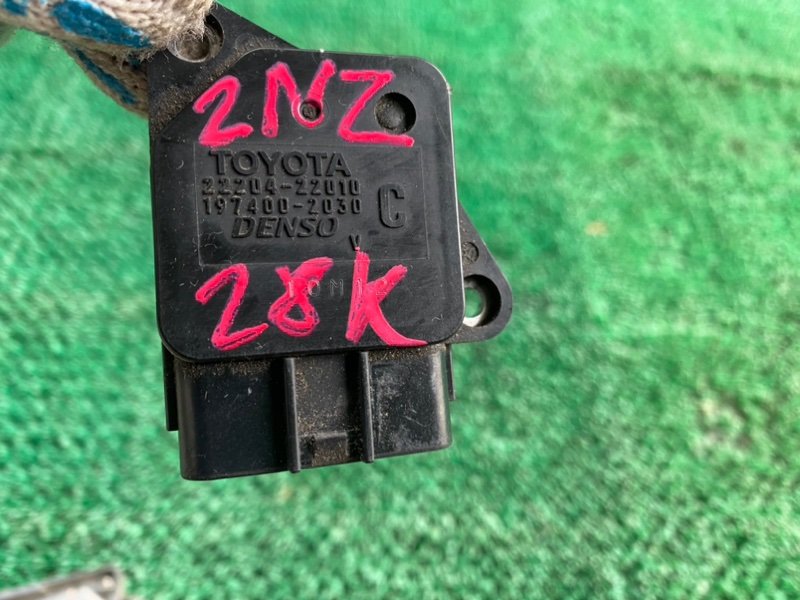 2NZ
TOYOTA
22204-22010
197400-2030 C
DENSO
V
28K